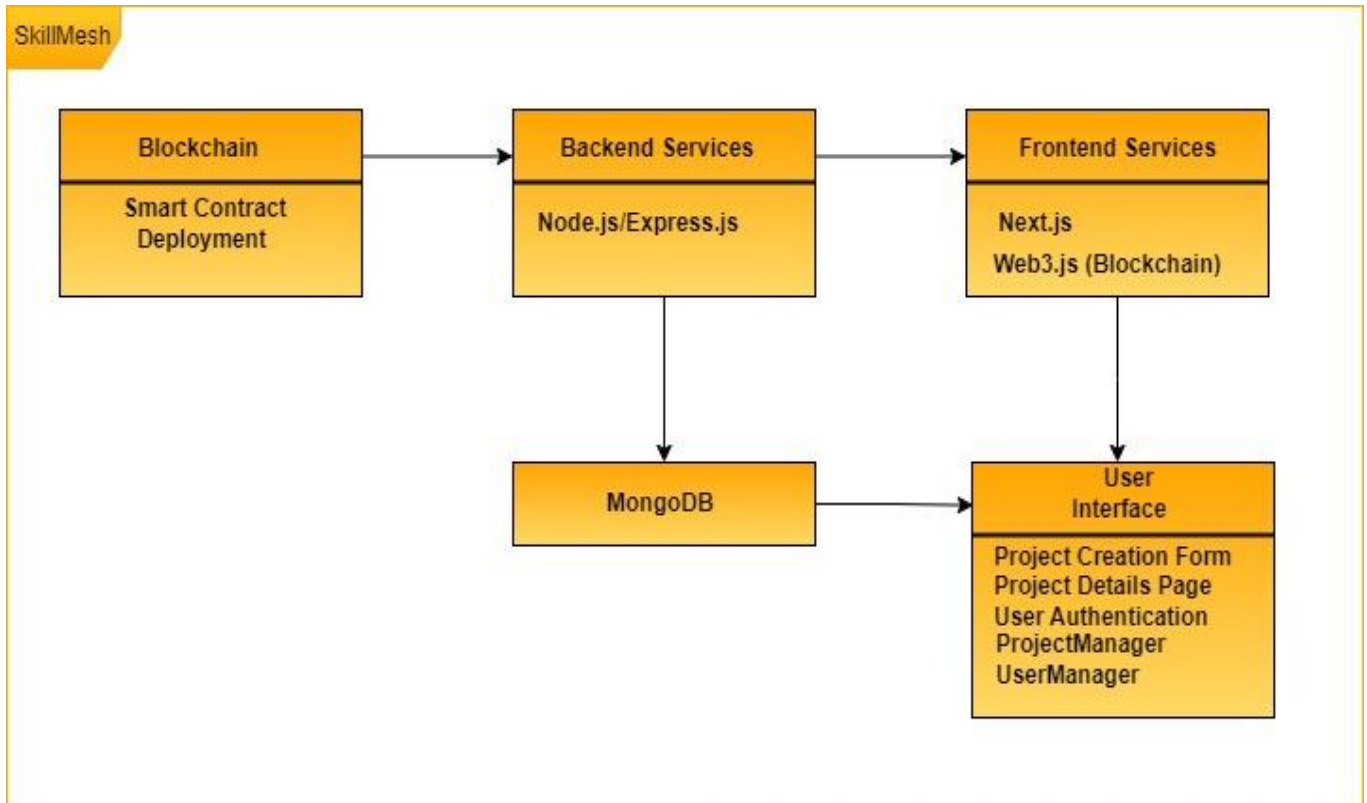 SkillMesh
Blockchain
Smart Contract
Deployment
Backend Services
Node.js/Express.js
Frontend Services
Next.js
Web3.js (Blockchain)
MongoDB
User
Interface
Project Creation Form
Project Details Page
User Authentication
ProjectManager
UserManager